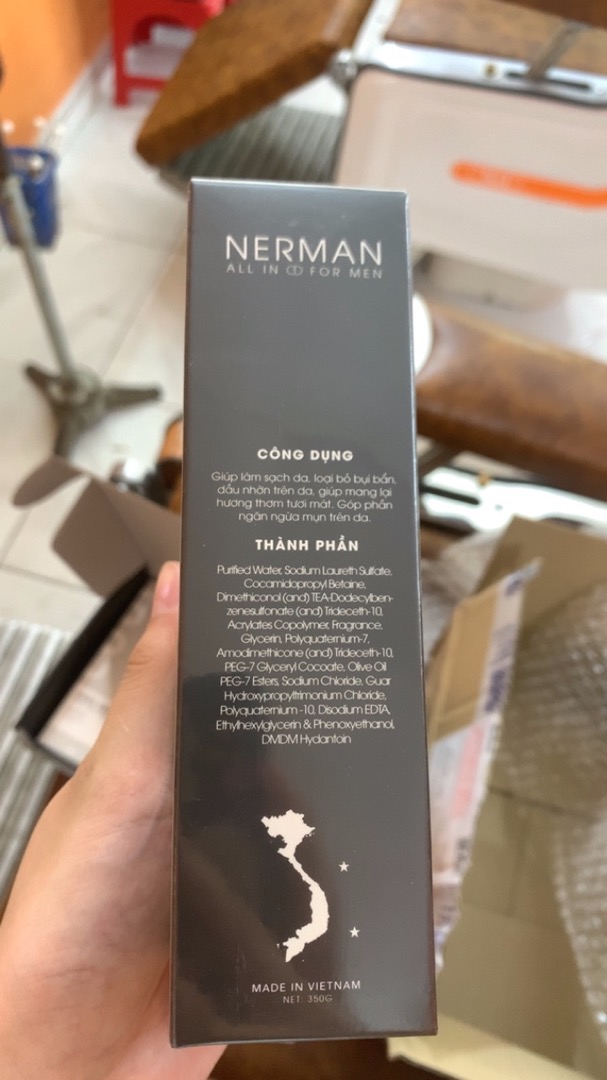 NERMAN
ALL IN FOR MEN
CÔNG DỤNG
Giúp làm sạch da, loại bỏ bụi bẩn,
dầu nhờn trên da, giúp mang lại
hương thơm tươi mát. Góp phần
ngăn ngừa mụn trên da.
THÀNH PHẦN
Purified Water, Sodium Laureth Sulfate,
Cocamidopropyl Betaine,
Dimethiconol (and) TEA-Dodecylben-
zenesulfonate (and) Trideceth-10,
Acrylates Copolymer, Fragrance,
Glycerin, Polyquaternium-7,
Amodimethicone (and) Trideceth-10,
PEG-7 Glyceryl Cocoate, Olive Oil
PEG-7 Esters, Sodium Chloride, Guar
Hydroxypropyltrimonium Chloride,
Polyquaternium -10, Disodium EDTA,
Ethylhexylglycerin & Phenoxyethanol,
DMDM Hydantoin
MADE IN VIETNAM
NET: 350G